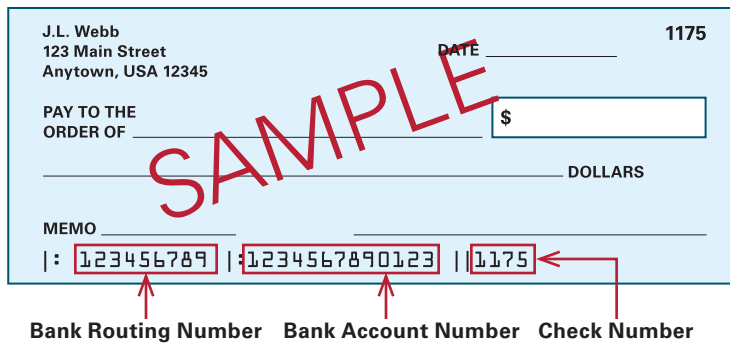 J.L. Webb
1175
123 Main Street
DATE
Anytown, USA 12345
PAY TO THE
ORDER OF
$
SAMPLE
DOLLARS
MEMO
|: 123456789 |:1234567890123 ||1175
Bank Routing Number Bank Account Number Check Number